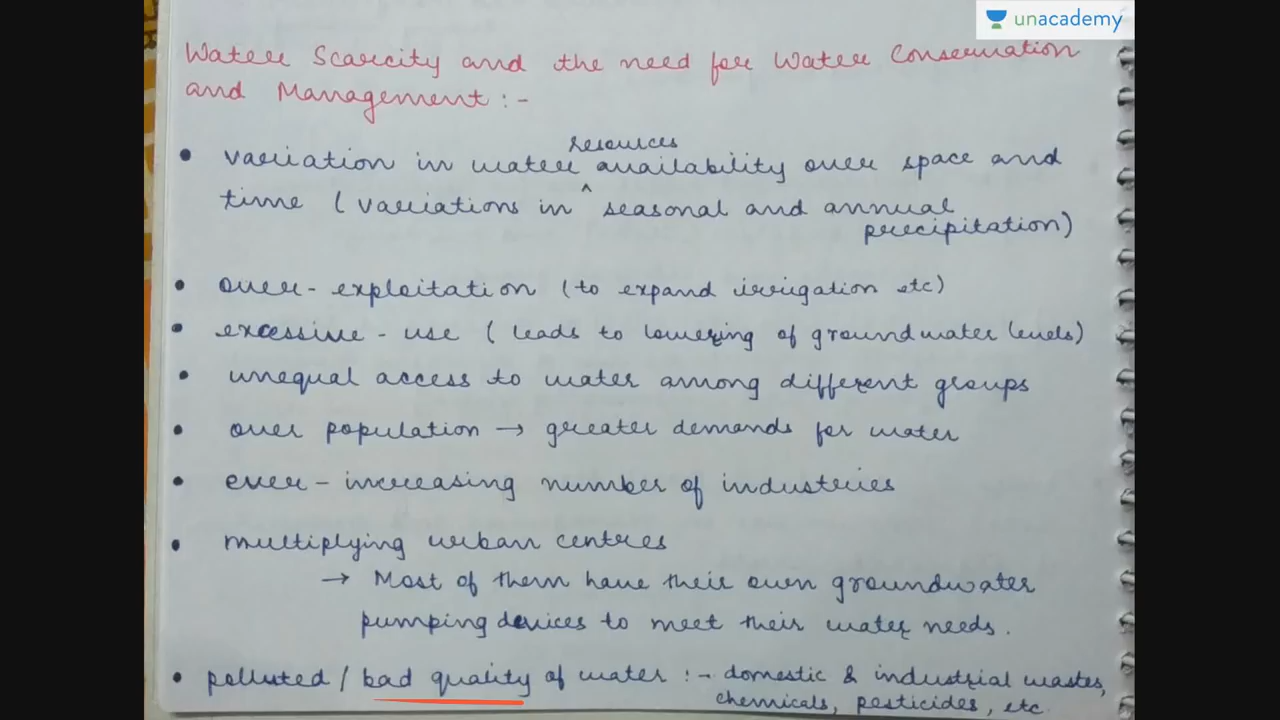 unacademy
Water Scarcity and the need for Water Conservation
and Management :-
resources
• variation in water ^ availability over space and
time ( variations in seasonal and annual
precipitation)
• over-exploitation (to expand irrigation etc)
• excessive-use ( leads to lowering of groundwater levels)
• unequal access to water among different groups
• over population → greater demands for water
• ever-increasing number of industries
• multiplying urban centres
→ Most of them have their own groundwater
pumping devices to meet their water needs.
• polluted / bad quality of water :- domestic & industrial wastes,
chemicals, pesticides, etc.